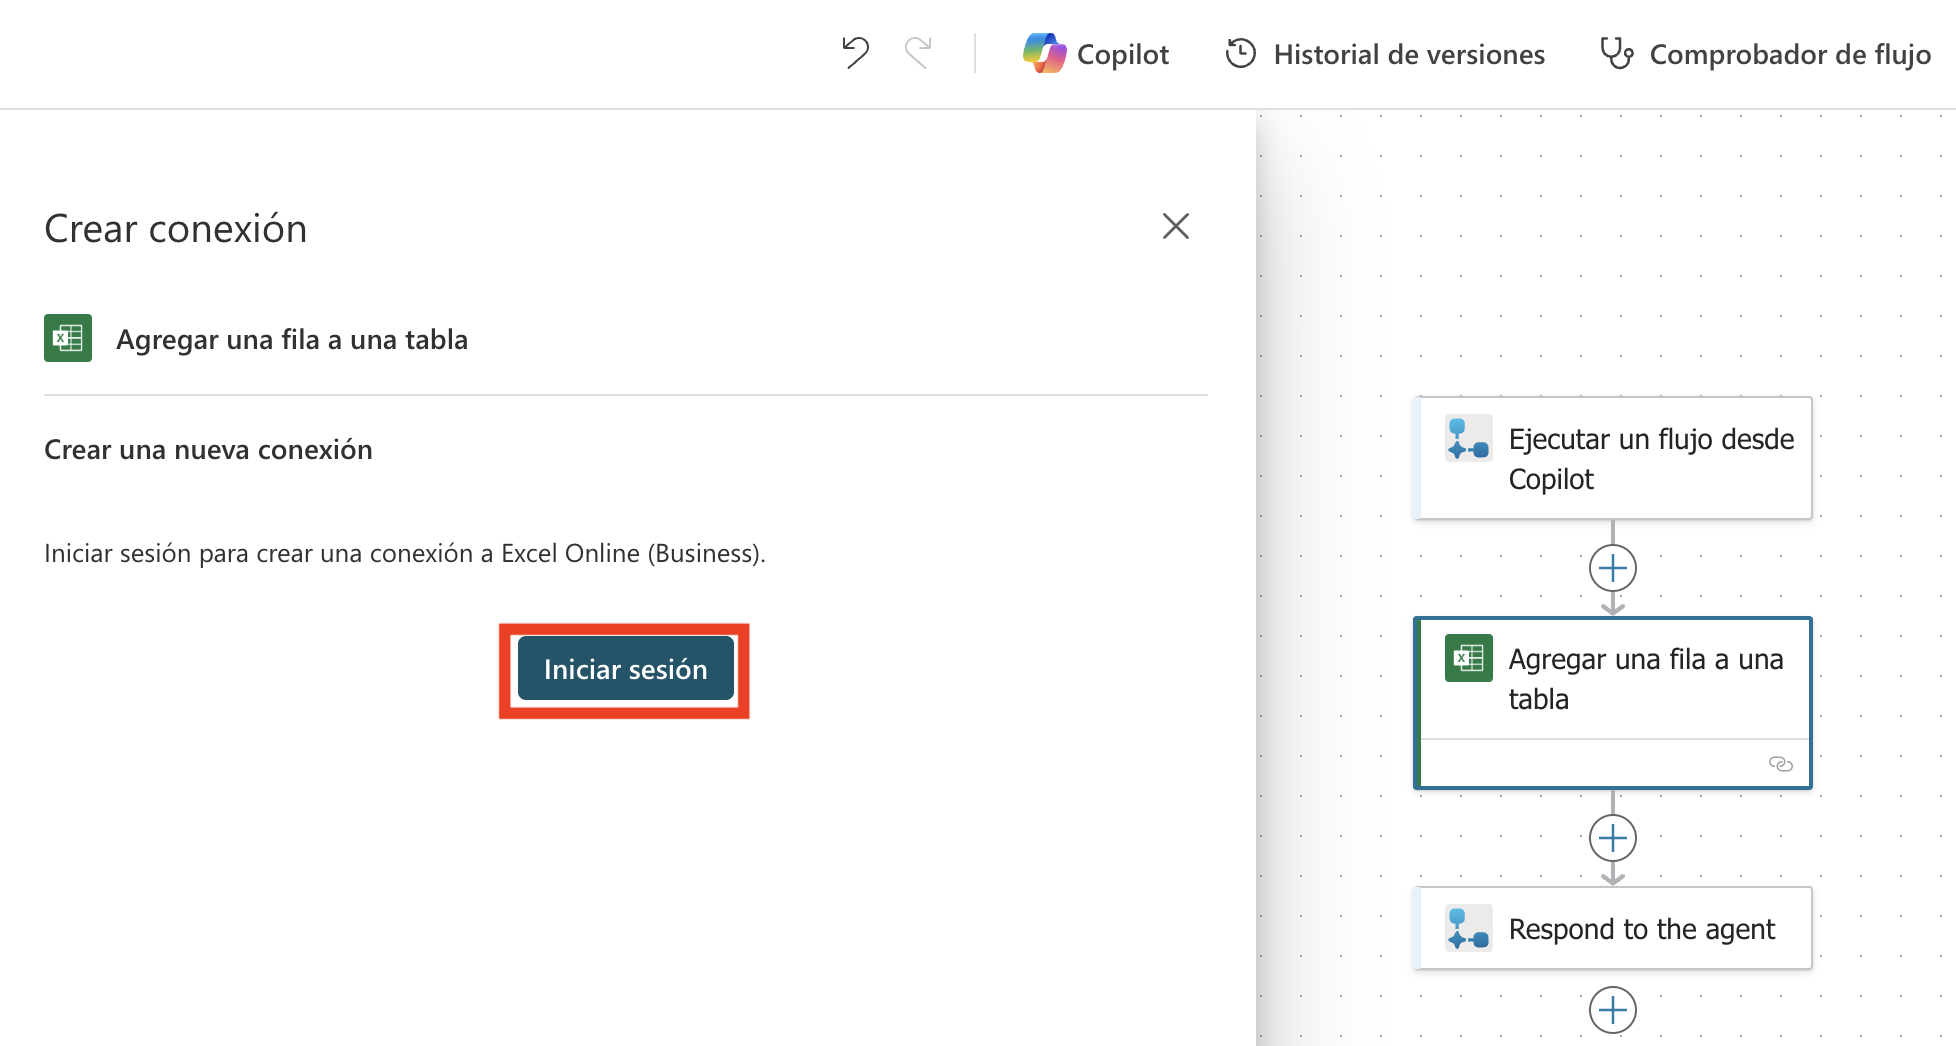 Copilot
Historial de versiones
Comprobador de flujo
Crear conexión
Agregar una fila a una tabla
Crear una nueva conexión
Iniciar sesión para crear una conexión a Excel Online (Business).
Iniciar sesión
Ejecutar un flujo desde
Copilot
Agregar una fila a una
tabla
Respond to the agent